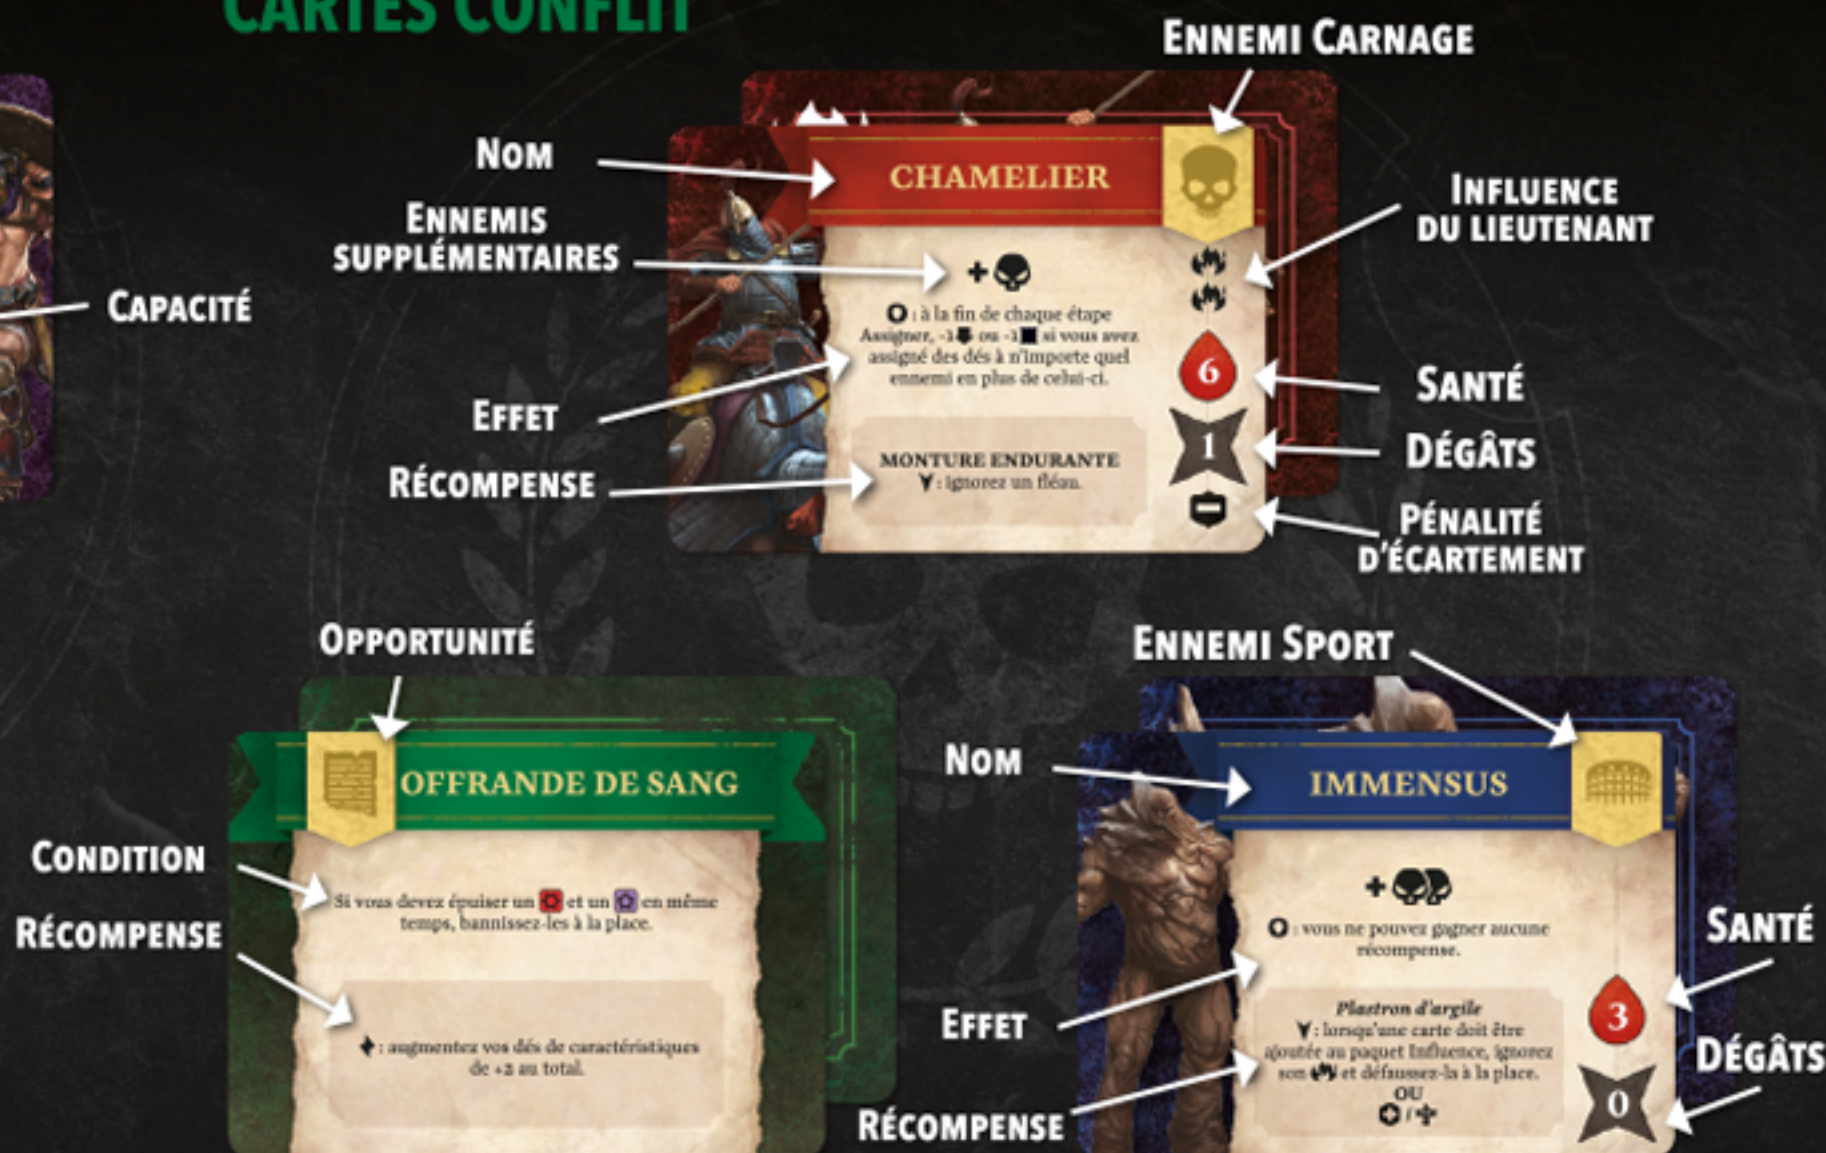 CARTES CONFLIT
ENNEMI CARNAGE
NOM
CHAMELIER
ENNEMIS
SUPPLÉMENTAIRES
INFLUENCE
DU LIEUTENANT
+
CAPACITÉ
: à la fin de chaque étape
Assigner, -1 ou -1 si vous avez
assigné des dés à n'importe quel
ennemi en plus de celui-ci.
6
SANTÉ
EFFET
1
DÉGÂTS
RÉCOMPENSE
MONTURE ENDURANTE
: ignorez un fléau.
PÉNALITÉ
D'ÉCARTEMENT
OPPORTUNITÉ
OFFRANDE DE SANG
CONDITION
Si vous devez épuiser un et un en même
temps, bannissez-les à la place.
RÉCOMPENSE
: augmentez vos dés de caractéristiques
de +2 au total.
ENNEMI SPORT
NOM
IMMENSUS
+
: vous ne pouvez gagner aucune
récompense.
SANTÉ
3
EFFET
Plastron d'argile
: lorsqu'une carte doit être
ajoutée au paquet Influence, ignorez
son et défaussez-la à la place.
OU
/
DÉGÂTS
0
RÉCOMPENSE